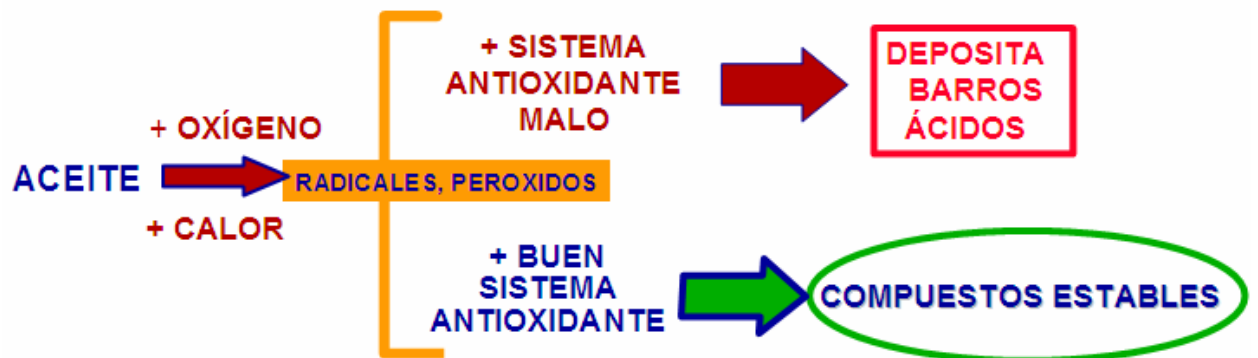 ACEITE
+ OXÍGENO
+ CALOR
RADICALES, PEROXIDOS
+ SISTEMA
ANTIOXIDANTE
MALO
DEPOSITA
BARROS
ÁCIDOS
+ BUEN
SISTEMA
ANTIOXIDANTE
COMPUESTOS ESTABLES